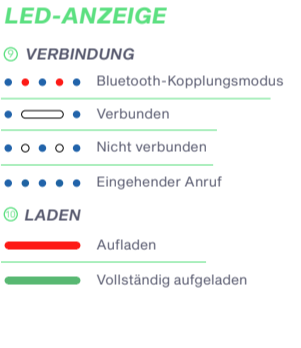 LED-ANZEIGE
9 VERBINDUNG
Bluetooth-Kopplungsmodus
Verbunden
Nicht verbunden
Eingehender Anruf
10 LADEN
Aufladen
Vollständig aufgeladen